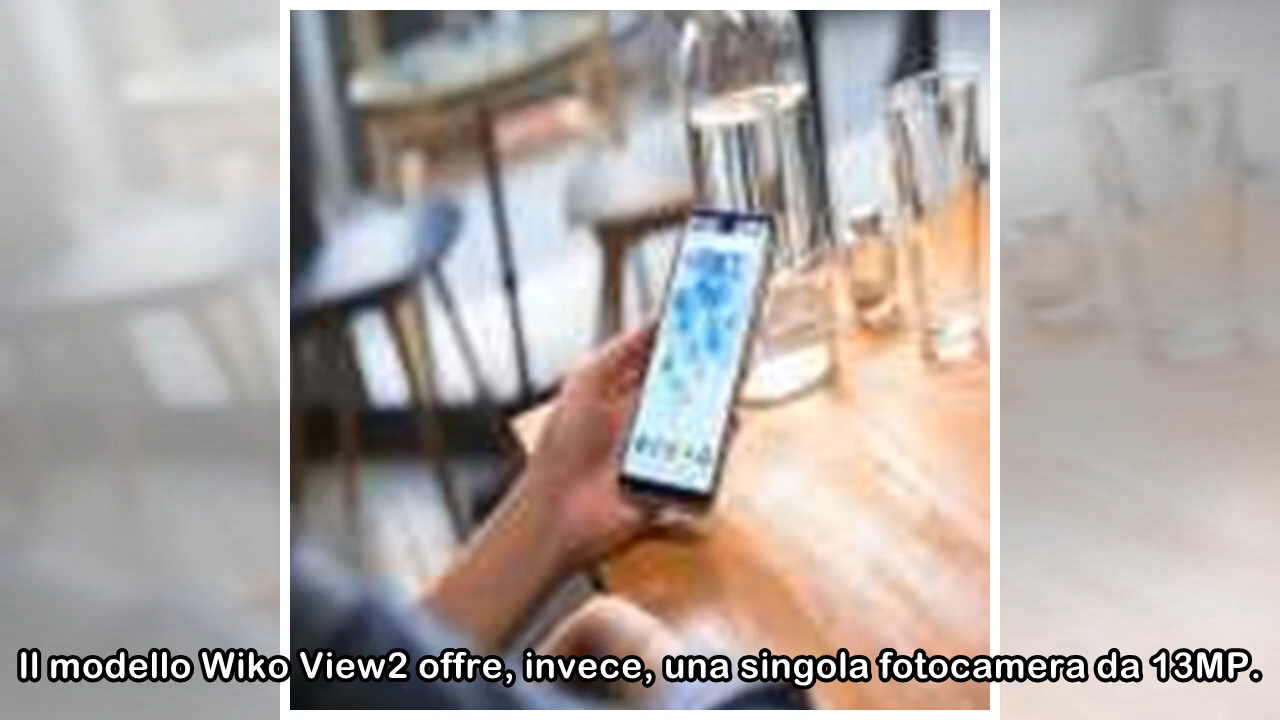 Il modello Wiko View2 offre, invece, una singola fotocamera da 13MP.